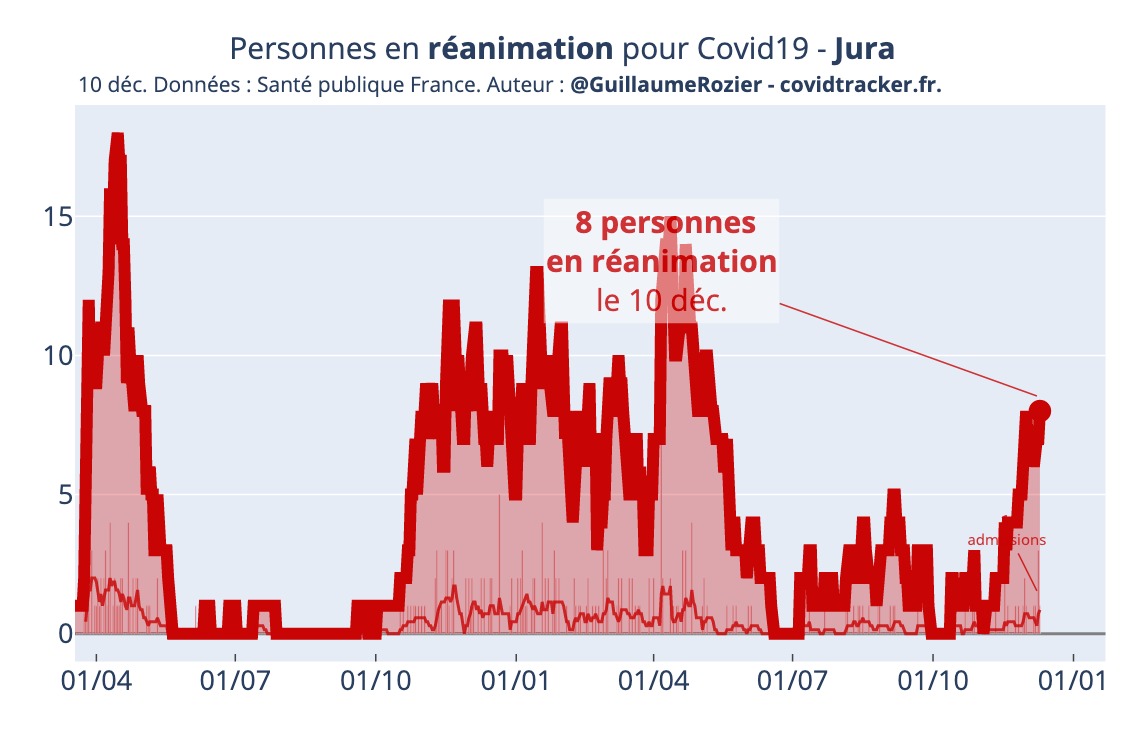 Personnes en réanimation pour Covid19 - Jura
10 déc. Données : Santé publique France. Auteur : @GuillaumeRozier - covidtracker.fr.
15
8 personnes
en réanimation
le 10 déc.
10
5
admissions
0
01/04 01/07 01/10 01/01 01/04 01/07 01/10 01/01